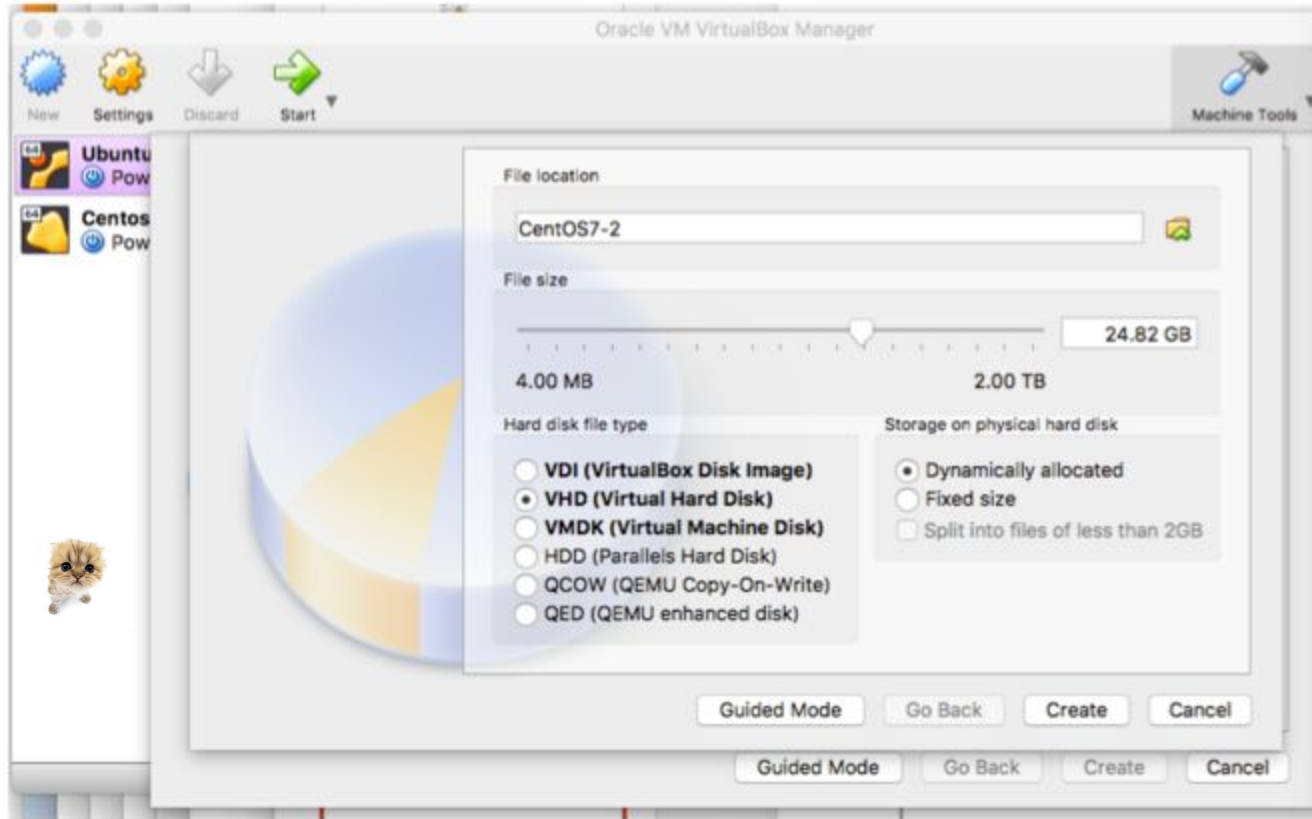 Oracle VM VirtualBox Manager
New Settings Discard Start Machine Tools
64 Ubuntu
Pow
64 Centos
Pow
File location
CentOS7-2
File size
24.82 GB
4.00 MB 2.00 TB
Hard disk file type
VDI (VirtualBox Disk Image)
VHD (Virtual Hard Disk)
VMDK (Virtual Machine Disk)
HDD (Parallels Hard Disk)
QCOW (QEMU Copy-On-Write)
QED (QEMU enhanced disk)
Storage on physical hard disk
Dynamically allocated
Fixed size
Split into files of less than 2GB
Guided Mode Go Back Create Cancel
Guided Mode Go Back Create Cancel